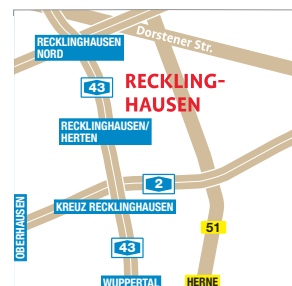 Dorstener Str.
RECKLINGHAUSEN
NORD
43
RECKLING-
HAUSEN
RECKLINGHAUSEN/
HERTEN
2
KREUZ RECKLINGHAUSEN
OBERHAUSEN
51
43
WUPPERTAL
HERNE